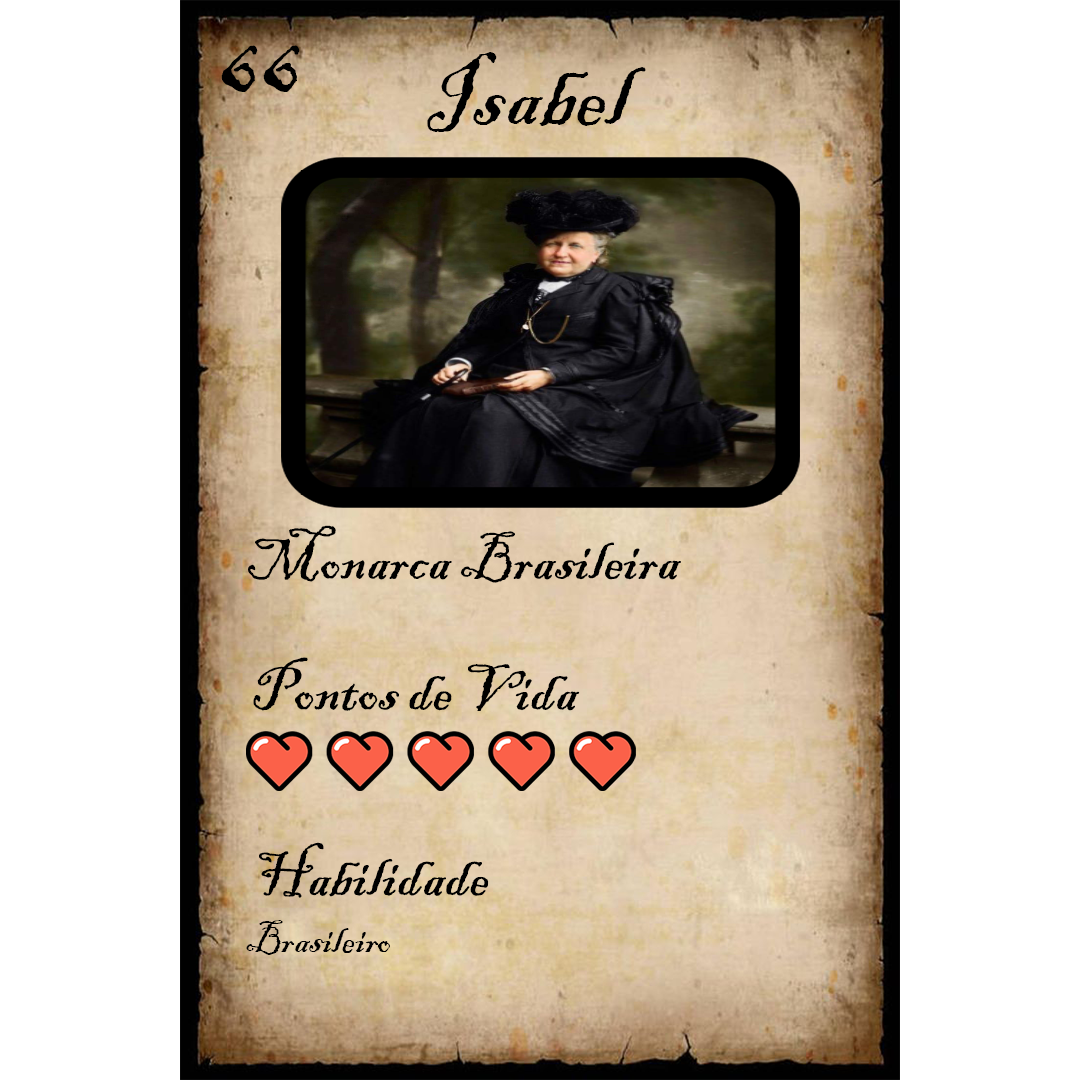 66
Isabel
Monarca Brasileira
Pontos de Vida
Habilidade
Brasileiro